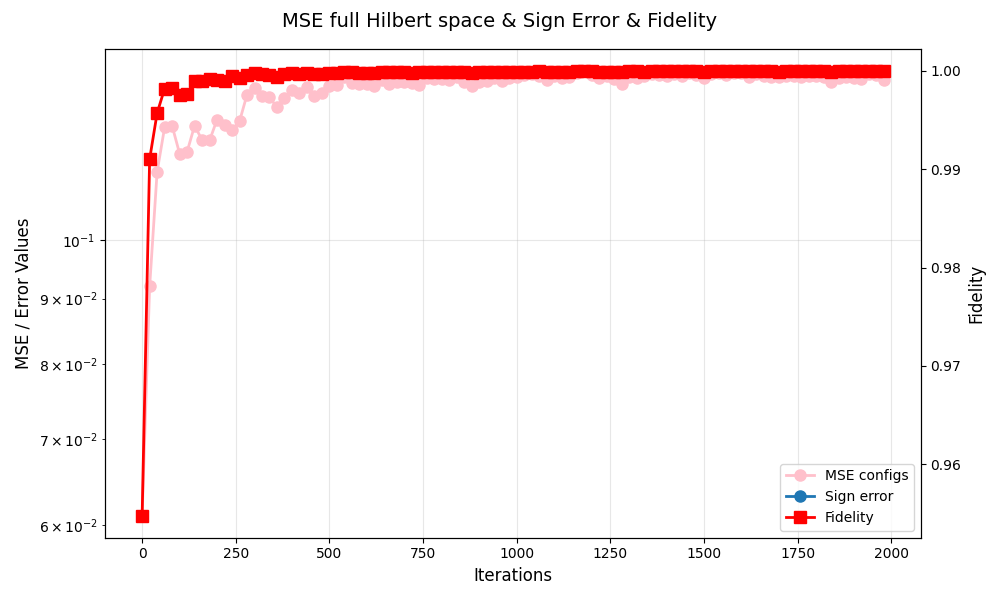 MSE full Hilbert space & Sign Error & Fidelity
MSE / Error Values
10⁻¹
9 × 10⁻²
8 × 10⁻²
7 × 10⁻²
6 × 10⁻²
1.00
0.99
0.98
0.97
0.96
Fidelity
MSE configs
Sign error
Fidelity
0 250 500 750 1000 1250 1500 1750 2000
Iterations